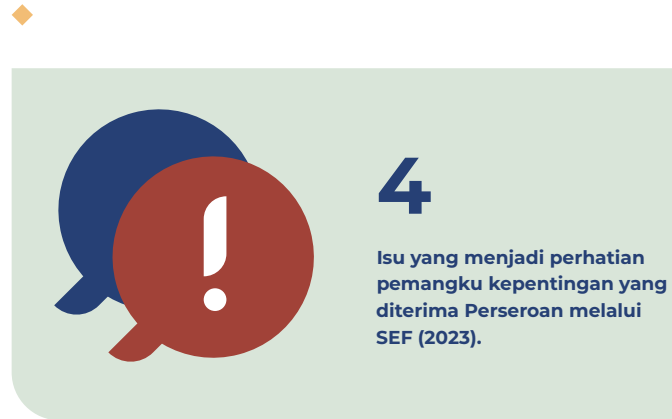 4
Isu yang menjadi perhatian
pemangku kepentingan yang
diterima Perseroan melalui
SEF (2023).